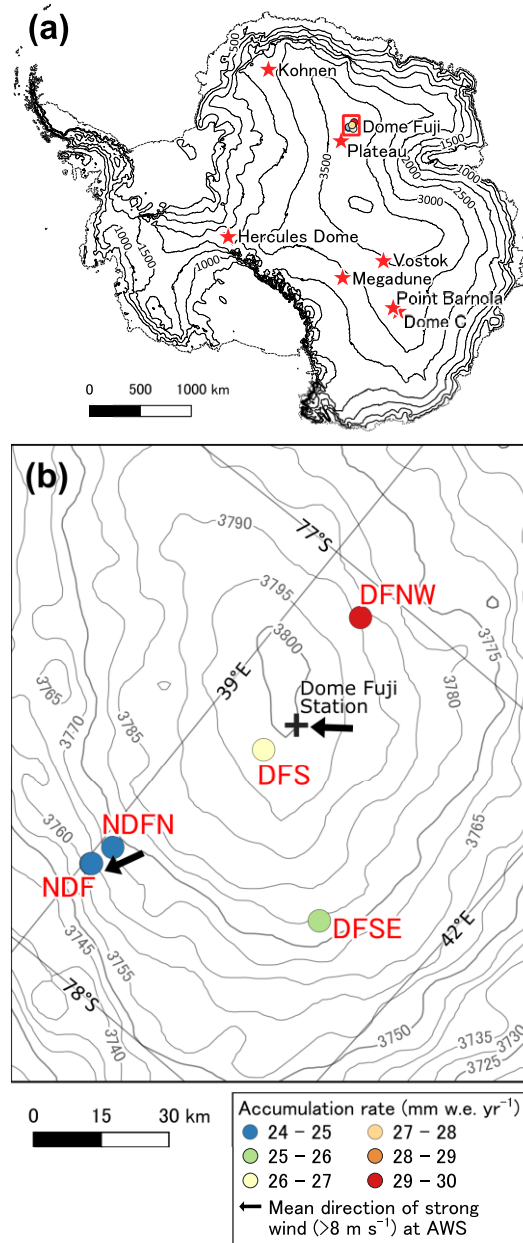 (a)
1500
Kohnen
Dome Fuji
Plateau
1500
1000
2000
2500
3500
3000
Hercules Dome
1000
1500
1000
Vostok
Megadune
Point Barnola
Dome C
3500
0 500 1000 km
(b)
3790
77°S
DFNW
3795
3800
3775
39°E
Dome Fuji
Station
3780
3765
3770
3785
DFS
3765
NDFN
3760
NDF
DFSE
42°E
3745
3755
78°S
3740
3750
3735
3730
3725
0 15 30 km
Accumulation rate (mm w.e. yr⁻¹)
24 – 25 27 – 28
25 – 26 28 – 29
26 – 27 29 – 30
Mean direction of strong
wind (>8 m s⁻¹) at AWS